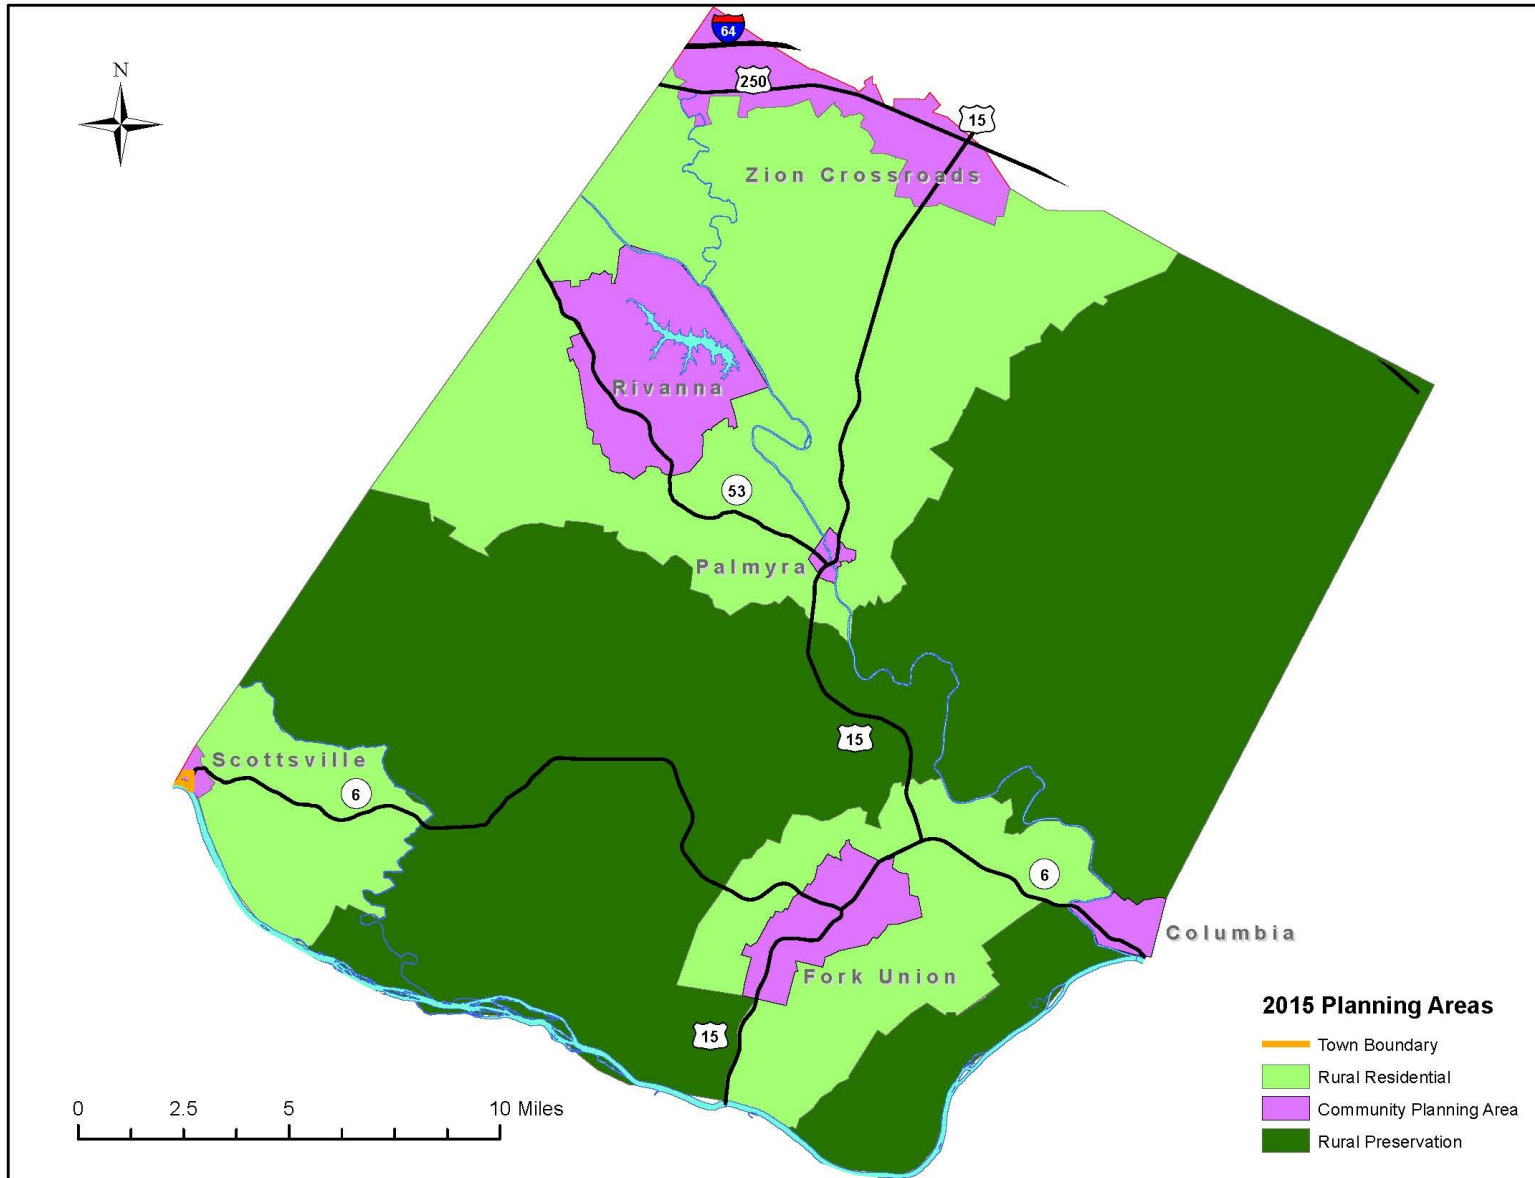 N
64
250
15
Zion Crossroads
Rivanna
53
Palmyra
15
Scottsville
6
6
Columbia
Fork Union
15
2015 Planning Areas
Town Boundary
Rural Residential
Community Planning Area
Rural Preservation
0 2.5 5 10 Miles